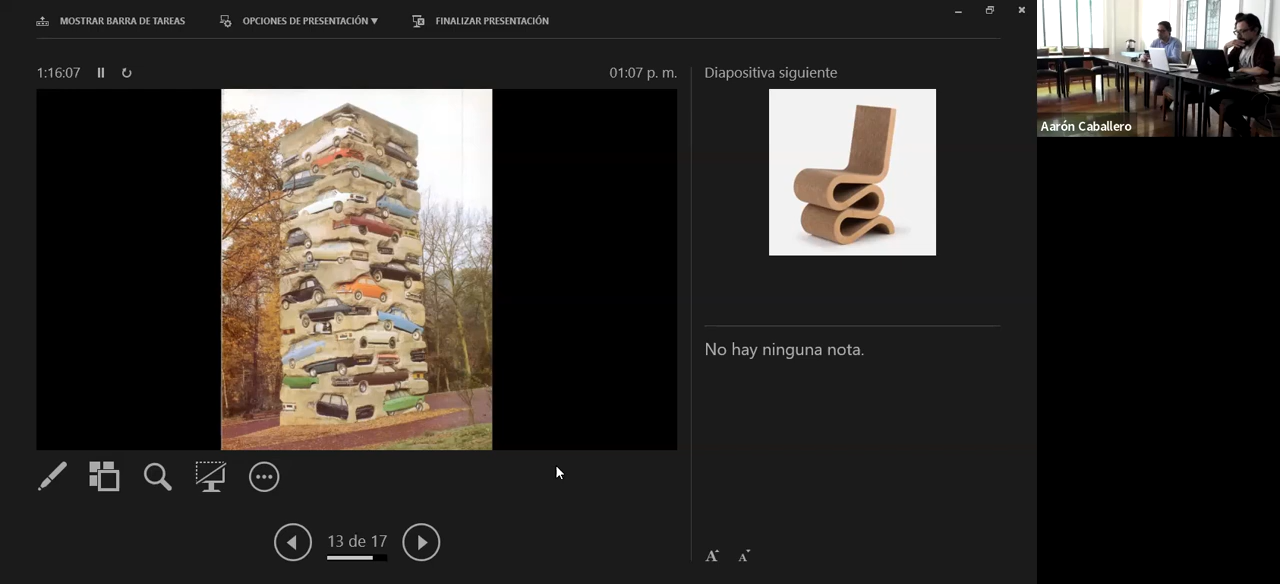 MOSTRAR BARRA DE TAREAS
OPCIONES DE PRESENTACIÓN ▼
FINALIZAR PRESENTACIÓN
1:16:07
01:07 p. m.
Diapositiva siguiente
Aarón Caballero
No hay ninguna nota.
13 de 17
A A